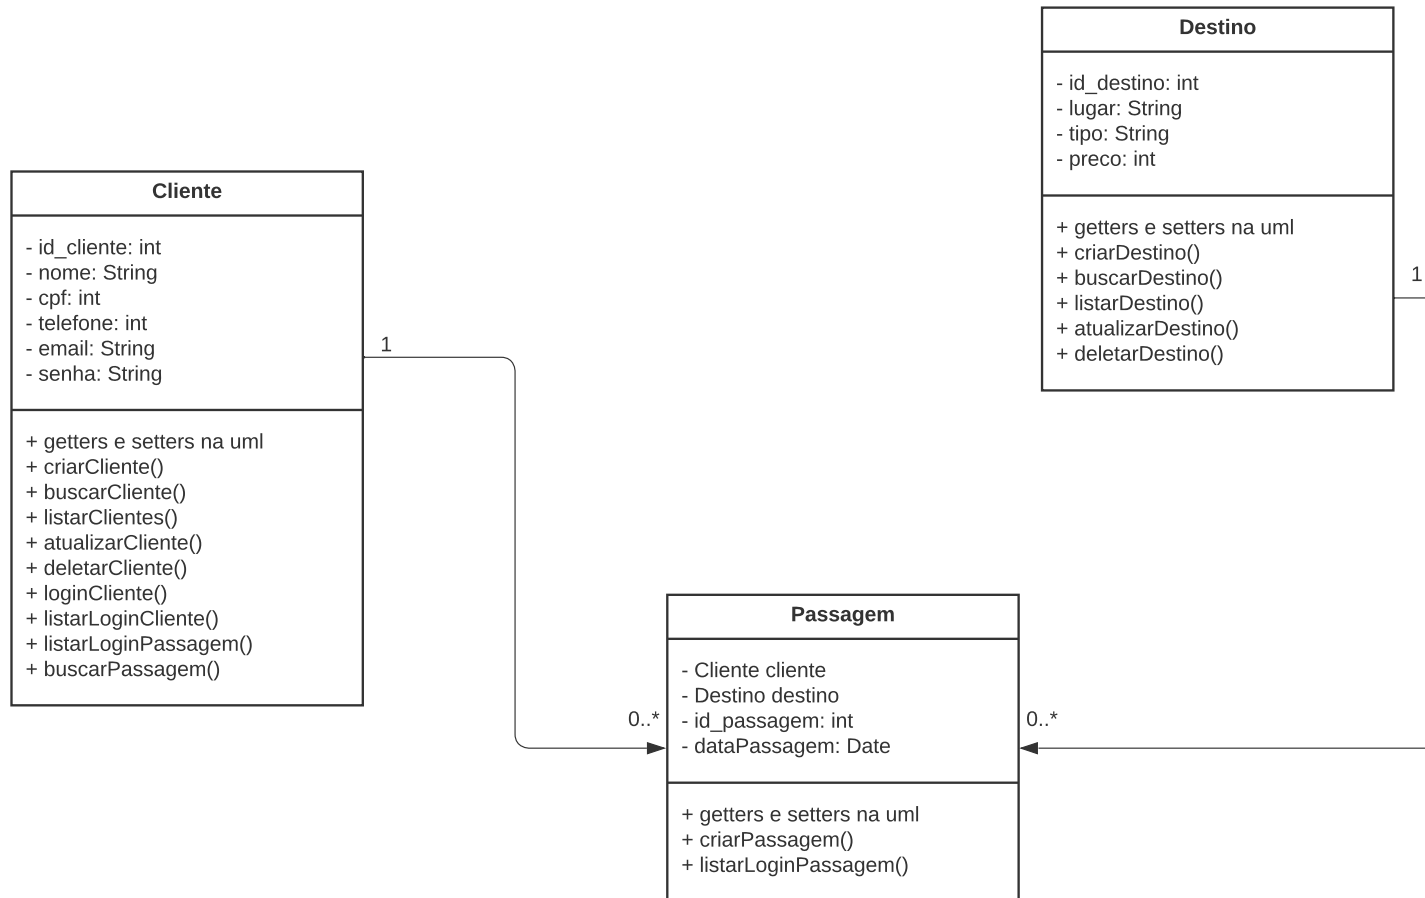 Destino
- id_destino: int
- lugar: String
- tipo: String
- preco: int
+ getters e setters na uml
+ criarDestino()
+ buscarDestino()
+ listarDestino()
+ atualizarDestino()
+ deletarDestino()
1
Cliente
- id_cliente: int
- nome: String
- cpf: int
- telefone: int
- email: String
- senha: String
+ getters e setters na uml
+ criarCliente()
+ buscarCliente()
+ listarClientes()
+ atualizarCliente()
+ deletarCliente()
+ loginCliente()
+ listarLoginCliente()
+ listarLoginPassagem()
+ buscarPassagem()
1
0..*
Passagem
- Cliente cliente
- Destino destino
- id_passagem: int
- dataPassagem: Date
+ getters e setters na uml
+ criarPassagem()
+ listarLoginPassagem()
0..*